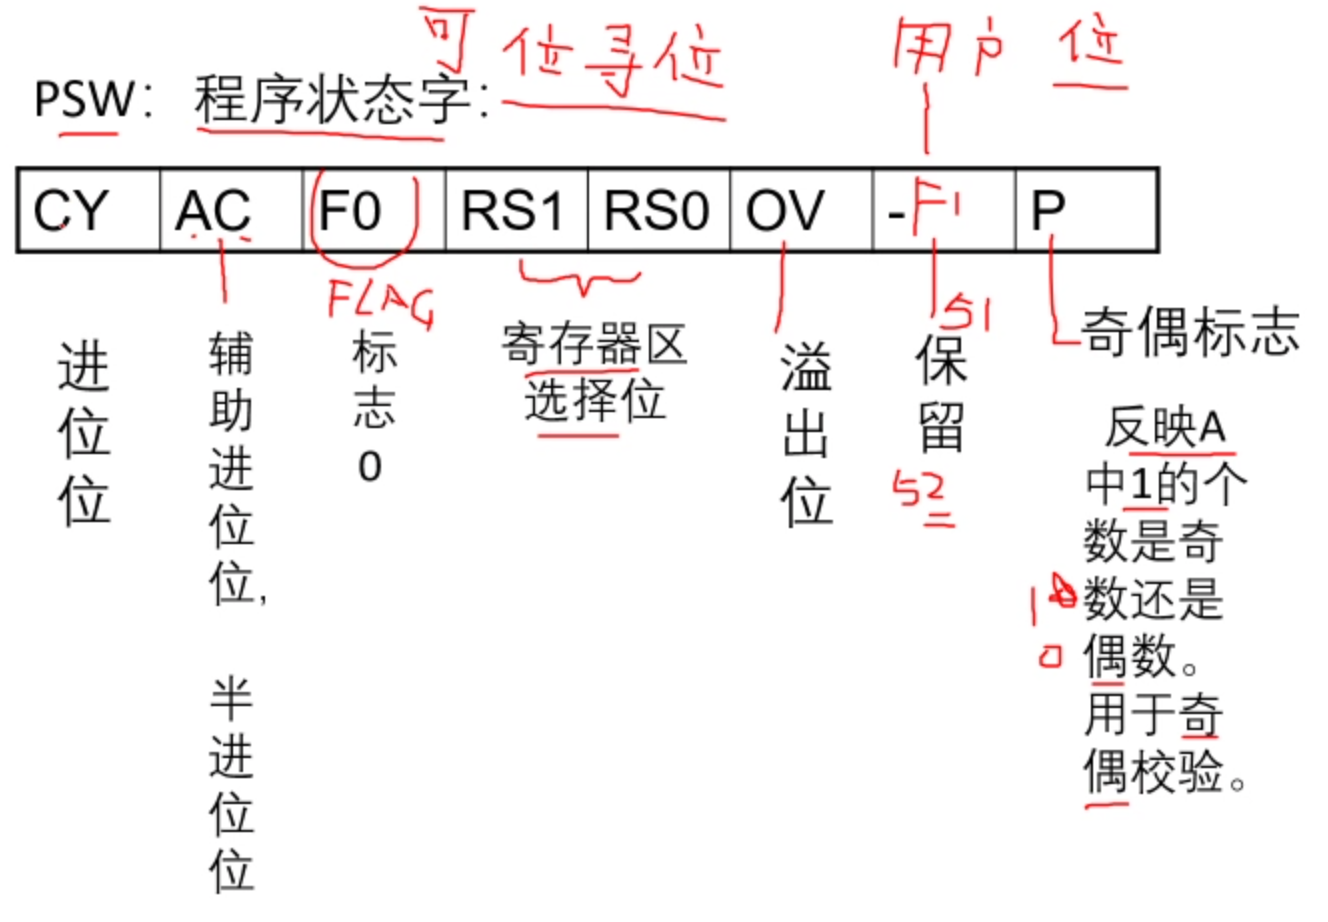 可位寻位
用户 位
PSW：程序状态字：
CY AC F0 RS1 RS0 OV -F1 P
FLAG
51
进位位
辅助进位位，
半进位位
标志0
寄存器区
选择位
溢出位
保留
52
奇偶标志
反映A
中1的个
数是奇
1
数还是
0
偶数。
用于奇
偶校验。